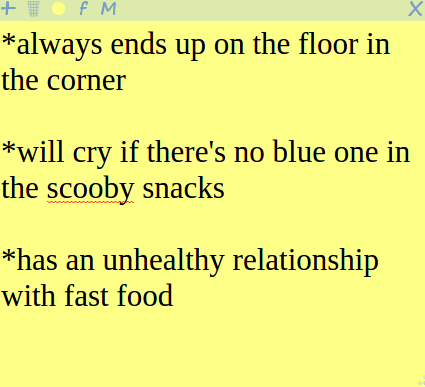 f M X
*always ends up on the floor in
the corner
*will cry if there's no blue one in
the scooby snacks
*has an unhealthy relationship
with fast food